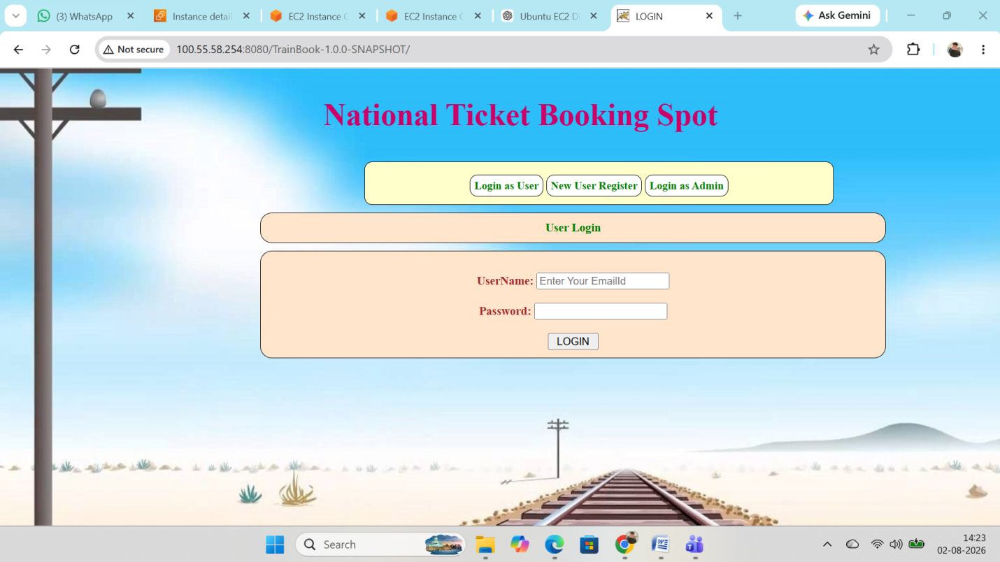 (3) WhatsApp
Instance detail
EC2 Instance C
EC2 Instance C
Ubuntu EC2 Di
LOGIN
Ask Gemini
Not secure
100.55.58.254:8080/TrainBook-1.0.0-SNAPSHOT/
National Ticket Booking Spot
Login as User New User Register Login as Admin
User Login
UserName: Enter Your EmailId
Password:
LOGIN
Search
14:23
02-08-2026